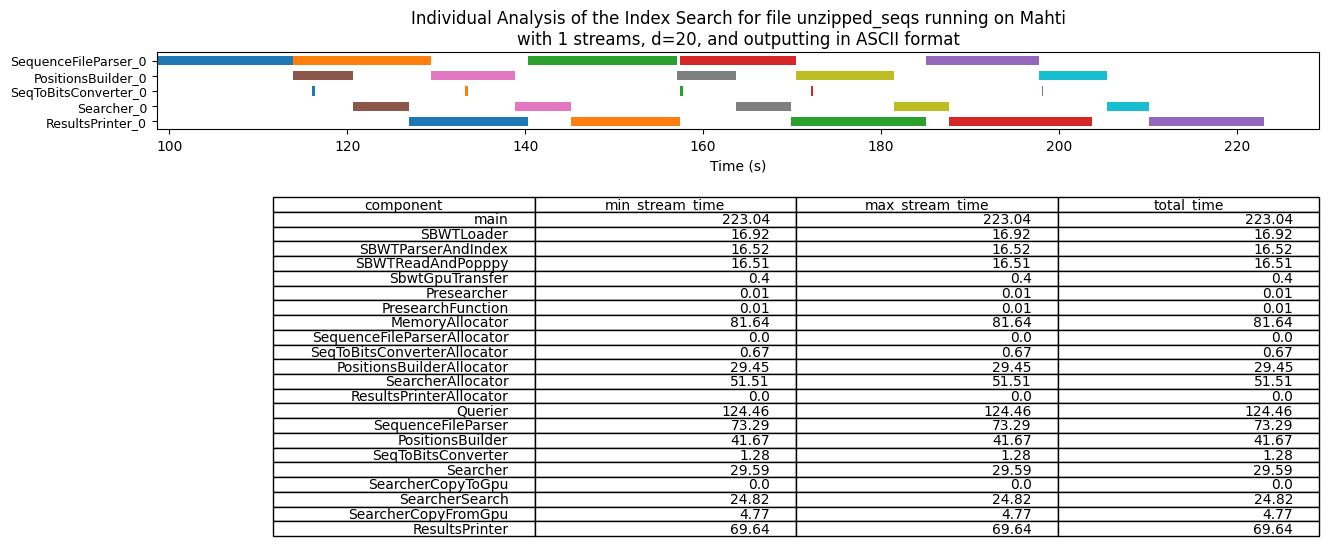 Individual Analysis of the Index Search for file unzipped_seqs running on Mahti
with 1 streams, d=20, and outputting in ASCII format
SequenceFileParser_0
PositionsBuilder_0
SeqToBitsConverter_0
Searcher_0
ResultsPrinter_0
100 120 140 160 180 200 220
Time (s)
component min_stream_time max_stream_time total_time
main 223.04 223.04 223.04
SBWTLoader 16.92 16.92 16.92
SBWTParserAndIndex 16.52 16.52 16.52
SBWTReadAndPopppy 16.51 16.51 16.51
SbwtGpuTransfer 0.4 0.4 0.4
Presearcher 0.01 0.01 0.01
PresearchFunction 0.01 0.01 0.01
MemoryAllocator 81.64 81.64 81.64
SequenceFileParserAllocator 0.0 0.0 0.0
SeqToBitsConverterAllocator 0.67 0.67 0.67
PositionsBuilderAllocator 29.45 29.45 29.45
SearcherAllocator 51.51 51.51 51.51
ResultsPrinterAllocator 0.0 0.0 0.0
Querier 124.46 124.46 124.46
SequenceFileParser 73.29 73.29 73.29
PositionsBuilder 41.67 41.67 41.67
SeqToBitsConverter 1.28 1.28 1.28
Searcher 29.59 29.59 29.59
SearcherCopyToGpu 0.0 0.0 0.0
SearcherSearch 24.82 24.82 24.82
SearcherCopyFromGpu 4.77 4.77 4.77
ResultsPrinter 69.64 69.64 69.64